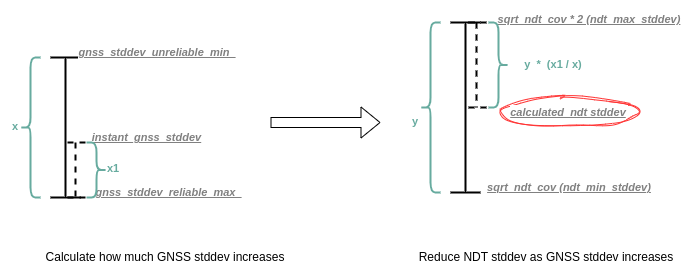 gnss_stddev_unreliable_min
x
instant_gnss_stddev
x1
gnss_stddev_reliable_max
Calculate how much GNSS stddev increases
sqrt_ndt_cov * 2 (ndt_max_stddev)
y * (x1 / x)
calculated_ndt stddev
y
sqrt_ndt_cov (ndt_min_stddev)
Reduce NDT stddev as GNSS stddev increases